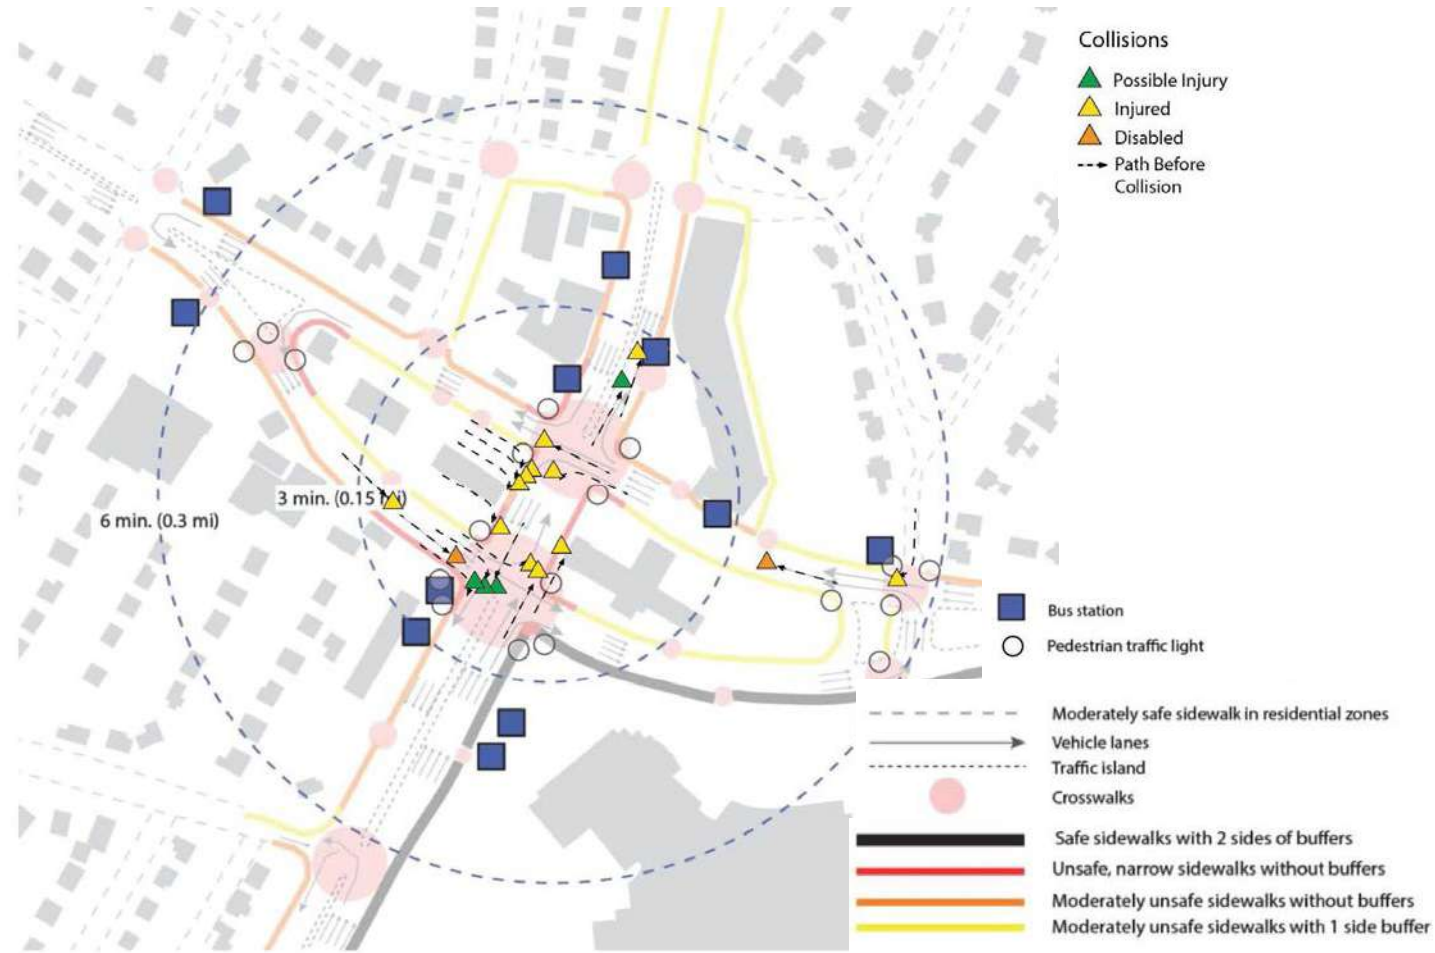 Collisions
Possible Injury
Injured
Disabled
Path Before
Collision
3 min. (0.15 mi)
6 min. (0.3 mi)
Bus station
Pedestrian traffic light
Moderately safe sidewalk in residential zones
Vehicle lanes
Traffic island
Crosswalks
Safe sidewalks with 2 sides of buffers
Unsafe, narrow sidewalks without buffers
Moderately unsafe sidewalks without buffers
Moderately unsafe sidewalks with 1 side buffer